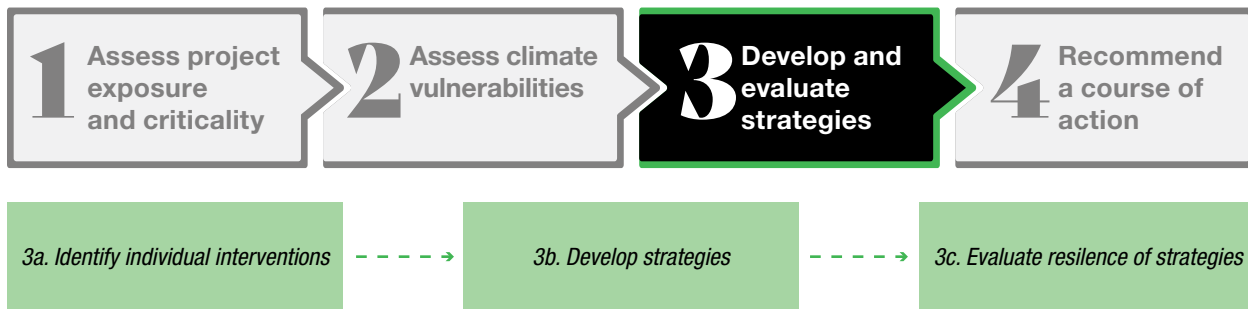 1 Assess project
exposure
and criticality
2 Assess climate
vulnerabilities
3 Develop and
evaluate
strategies
4 Recommend
a course of
action
3a. Identify individual interventions
3b. Develop strategies
3c. Evaluate resilence of strategies